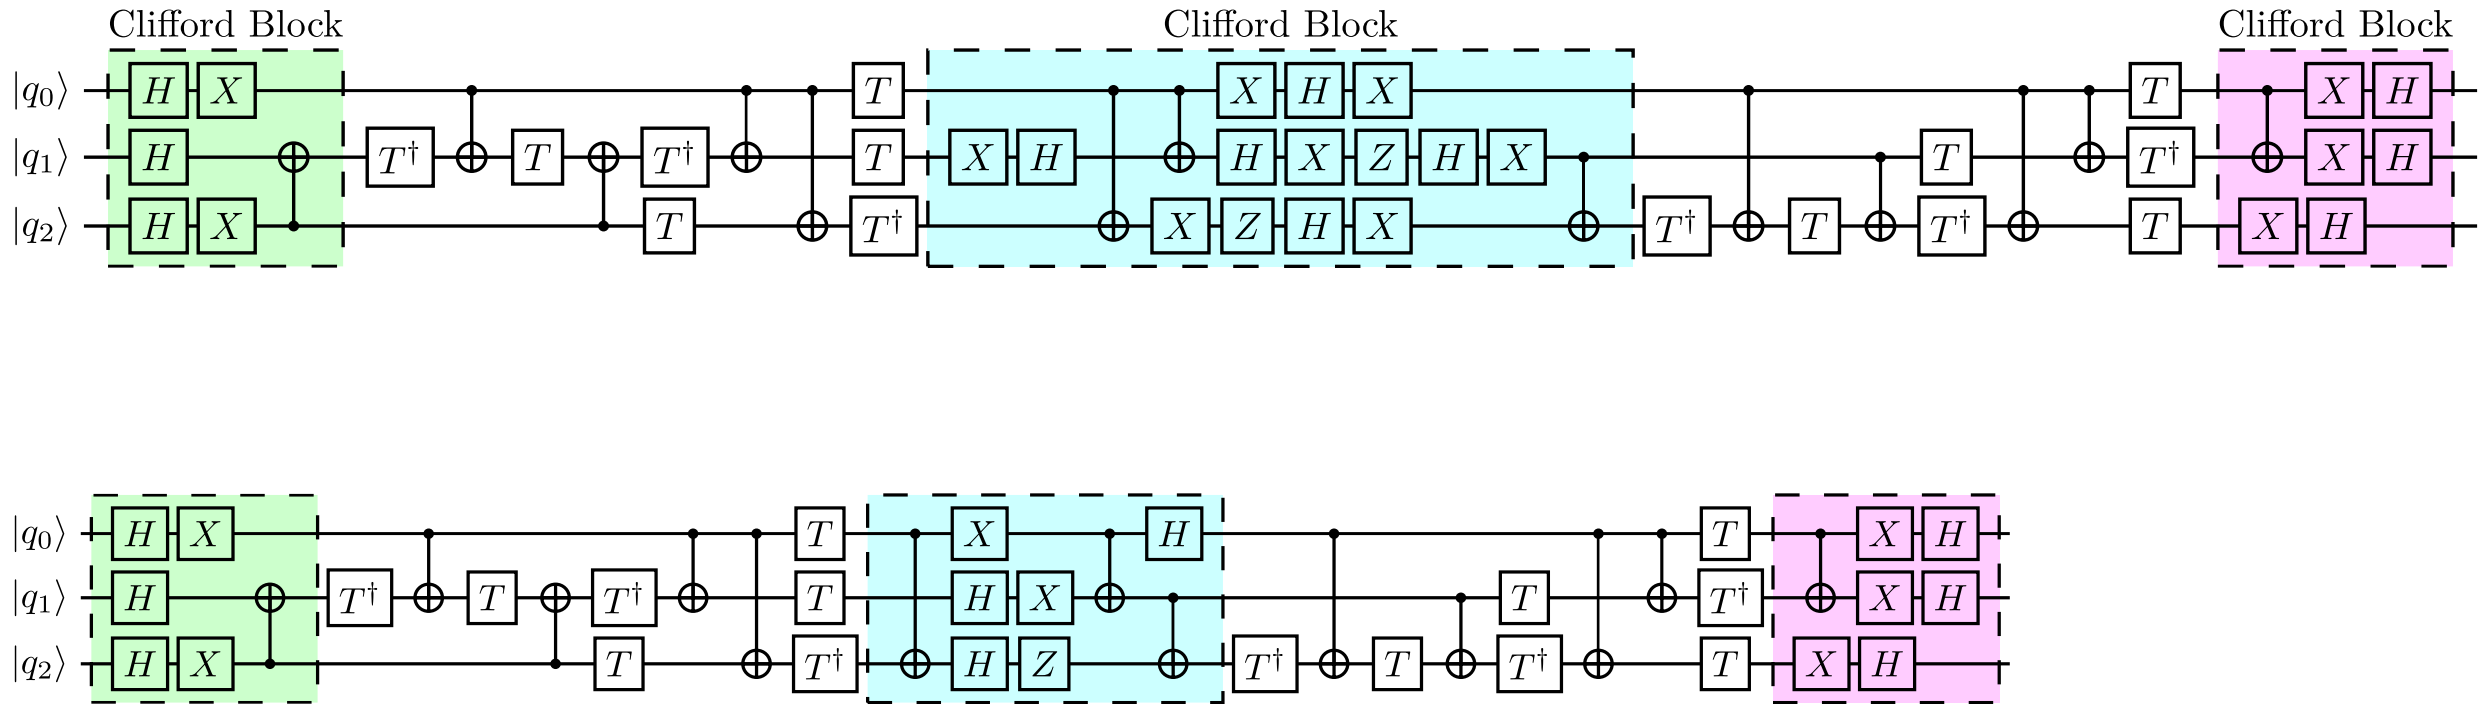 Clifford Block Clifford Block Clifford Block
|q₀⟩ H X T X H X T X H
|q₁⟩ H T† T T† T X H H X Z H X T T† X H
|q₂⟩ H X T T† X Z H X T† T T† T X H
|q₀⟩ H X T X H T X H
|q₁⟩ H T† T T† T H X T T† X H
|q₂⟩ H X T T† H Z T† T T† T X H